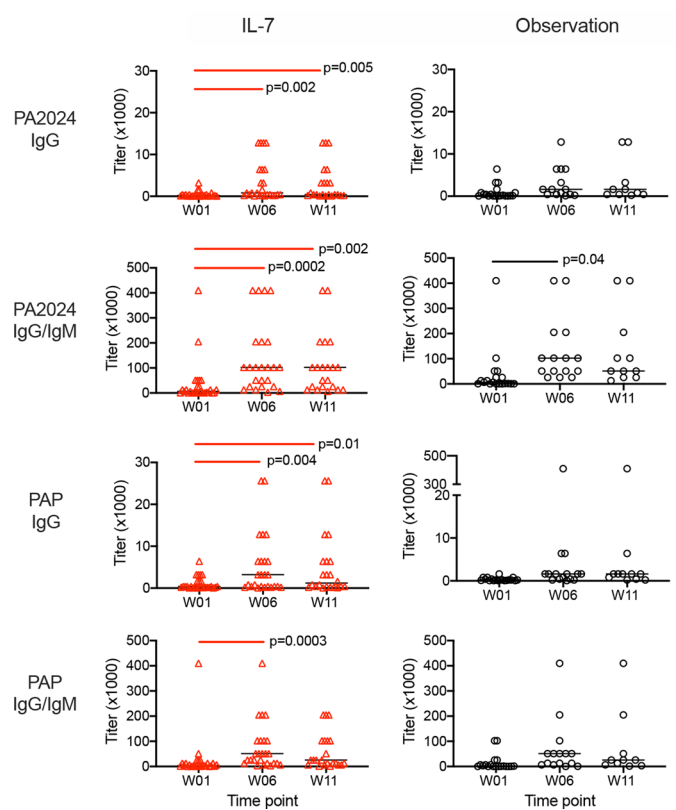 IL-7
Observation
PA2024
IgG
Titer (x1000)
30
20
10
0
p=0.005
p=0.002
W01 W06 W11
Titer (x1000)
30
20
10
0
W01 W06 W11
PA2024
IgG/IgM
Titer (x1000)
500
400
300
200
100
0
p=0.002
p=0.0002
W01 W06 W11
Titer (x1000)
500
400
300
200
100
0
p=0.04
W01 W06 W11
PAP
IgG
Titer (x1000)
30
20
10
0
p=0.01
p=0.004
W01 W06 W11
Titer (x1000)
500
300
20
10
0
W01 W06 W11
PAP
IgG/IgM
Titer (x1000)
500
400
300
200
100
0
p=0.0003
W01 W06 W11
Time point
Titer (x1000)
500
400
300
200
100
0
W01 W06 W11
Time point